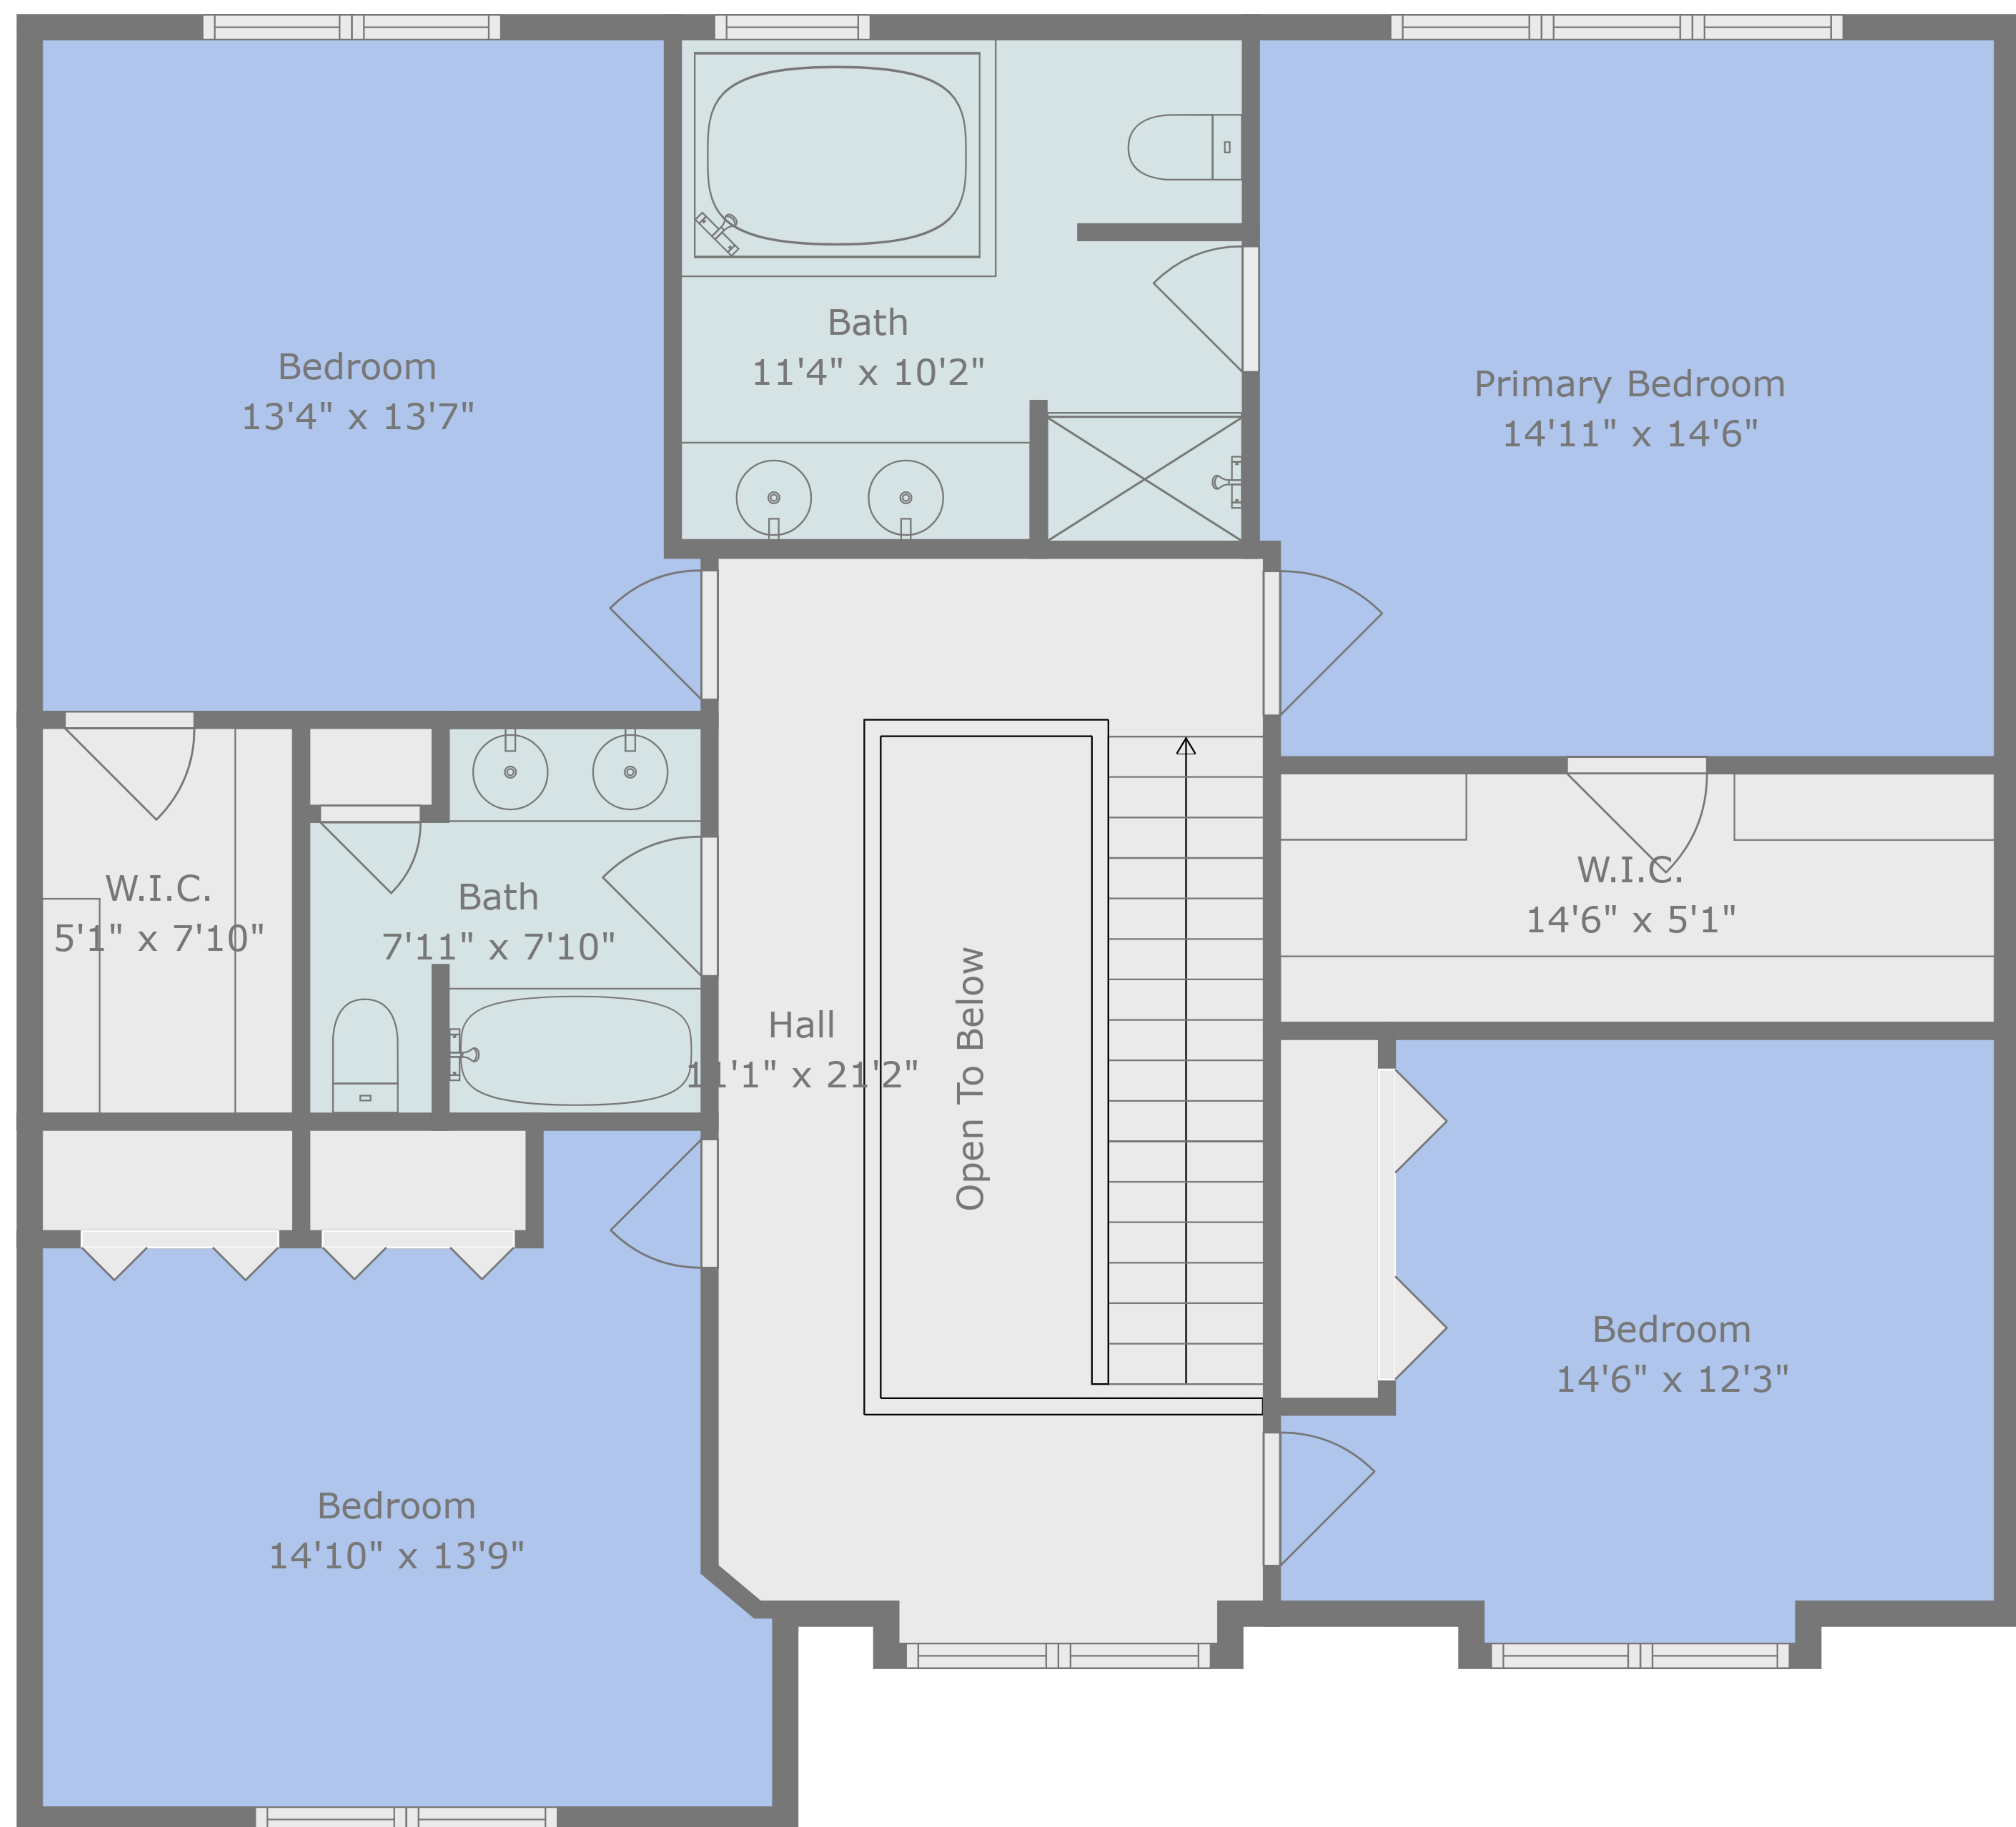 Bedroom
13'4" x 13'7"
Bath
11'4" x 10'2"
Primary Bedroom
14'11" x 14'6"
W.I.C.
5'1" x 7'10"
Bath
7'11" x 7'10"
W.I.C.
14'6" x 5'1"
Hall
11'1" x 21'2"
Open To Below
Bedroom
14'6" x 12'3"
Bedroom
14'10" x 13'9"